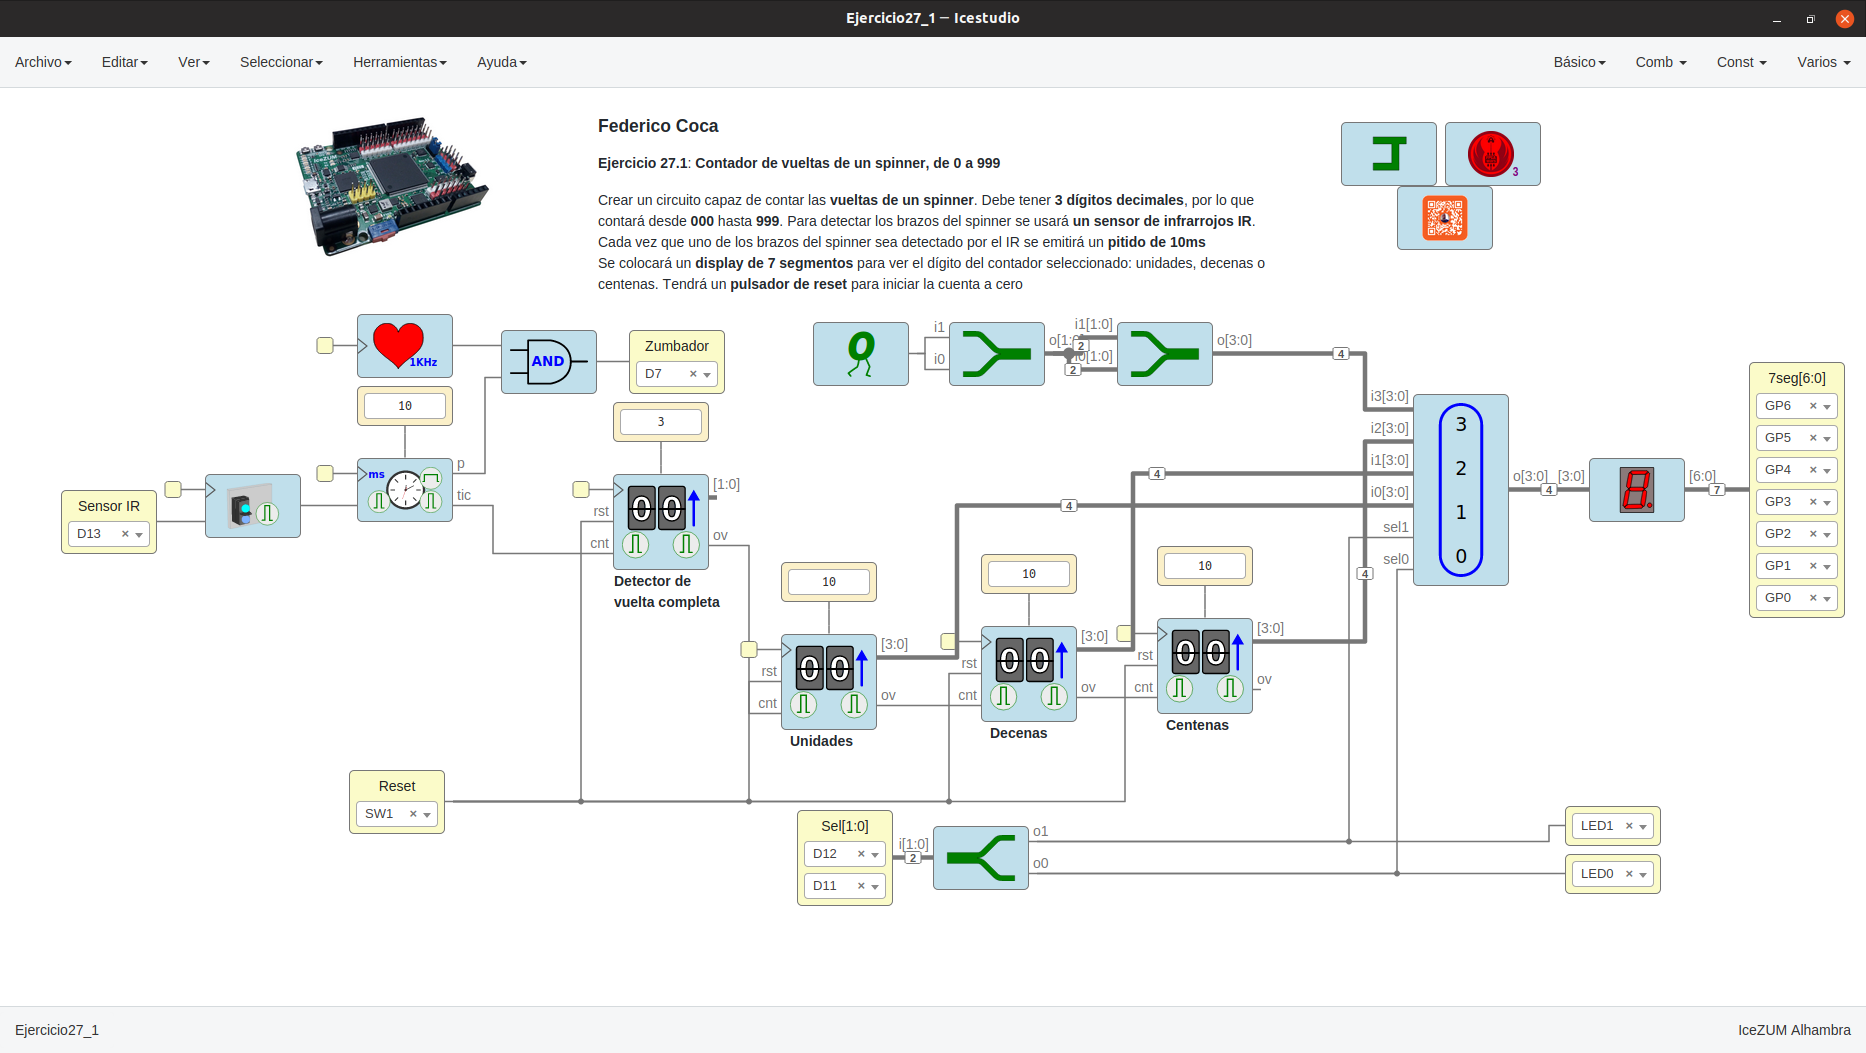 Ejercicio27_1 — Icestudio
Archivo Editar Ver Seleccionar Herramientas Ayuda Básico Comb Const Varios
Federico Coca
Ejercicio 27.1: Contador de vueltas de un spinner, de 0 a 999
Crear un circuito capaz de contar las vueltas de un spinner. Debe tener 3 dígitos decimales, por lo que
contará desde 000 hasta 999. Para detectar los brazos del spinner se usará un sensor de infrarrojos IR.
Cada vez que uno de los brazos del spinner sea detectado por el IR se emitirá un pitido de 10ms
Se colocará un display de 7 segmentos para ver el dígito del contador seleccionado: unidades, decenas o
centenas. Tendrá un pulsador de reset para iniciar la cuenta a cero
3
1KHz
AND
Zumbador
D7
10
3
ms
p
tic
Sensor IR
D13
[1:0]
rst
cnt
ov
00
Detector de
vuelta completa
0
i1
i0
2
2
i1[1:0]
i0[1:0]
o[3:0]
4
i3[3:0]
i2[3:0]
i1[3:0]
i0[3:0]
sel1
sel0
3
2
1
0
4
4
4
o[3:0]
4
[3:0]
8.
[6:0]
7
7seg[6:0]
GP6
GP5
GP4
GP3
GP2
GP1
GP0
10
[3:0]
rst
cnt
ov
00
Unidades
10
[3:0]
rst
cnt
ov
00
Decenas
10
[3:0]
rst
cnt
ov
00
Centenas
Reset
SW1
Sel[1:0]
D12
D11
i[1:0]
2
o1
o0
LED1
LED0
Ejercicio27_1 IceZUM Alhambra